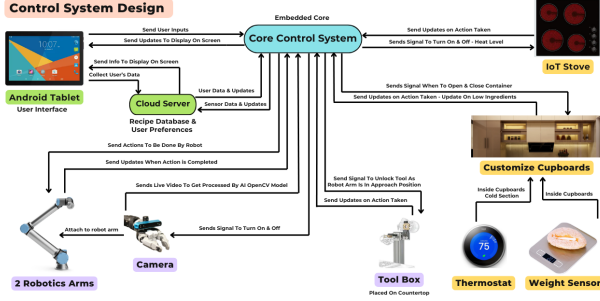 Control System Design
Embedded Core
Core Control System
Send User Inputs
Send Updates To Display On Screen
Send Info To Display On Screen
Collect User's Data
Android Tablet
User Interface
Cloud Server
Recipe Database &
User Preferences
User Data & Updates
Sensor Data & Updates
Send Updates on Action Taken
Sends Signal To Turn On & Off - Heat Level
IoT Stove
Sends Signal When To Open & Close Container
Send Updates on Action Taken - Update On Low Ingredients
Customize Cupboards
Send Actions To Be Done By Robot
Send Updates When Action is Completed
Sends Live Video To Get Processed By AI OpenCV Model
Send Signal To Unlock Tool As
Robot Arm Is In Approach Position
Send Updates on Action Taken
Inside Cupboards
Cold Section
Inside Cupboards
Attach to robot arm
Sends Signal To Turn On & Off
75
2 Robotics Arms
Camera
Tool Box
Placed On Countertop
Thermostat
Weight Sensor